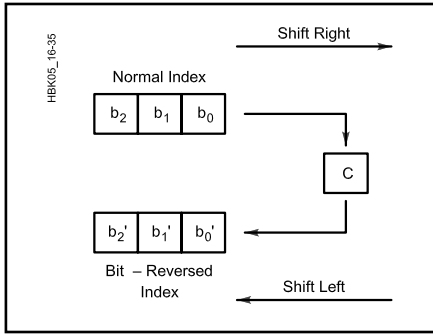 HBK05_16-35
Shift Right
Normal Index
b2 b1 b0
C
b2' b1' b0'
Bit – Reversed
Index
Shift Left